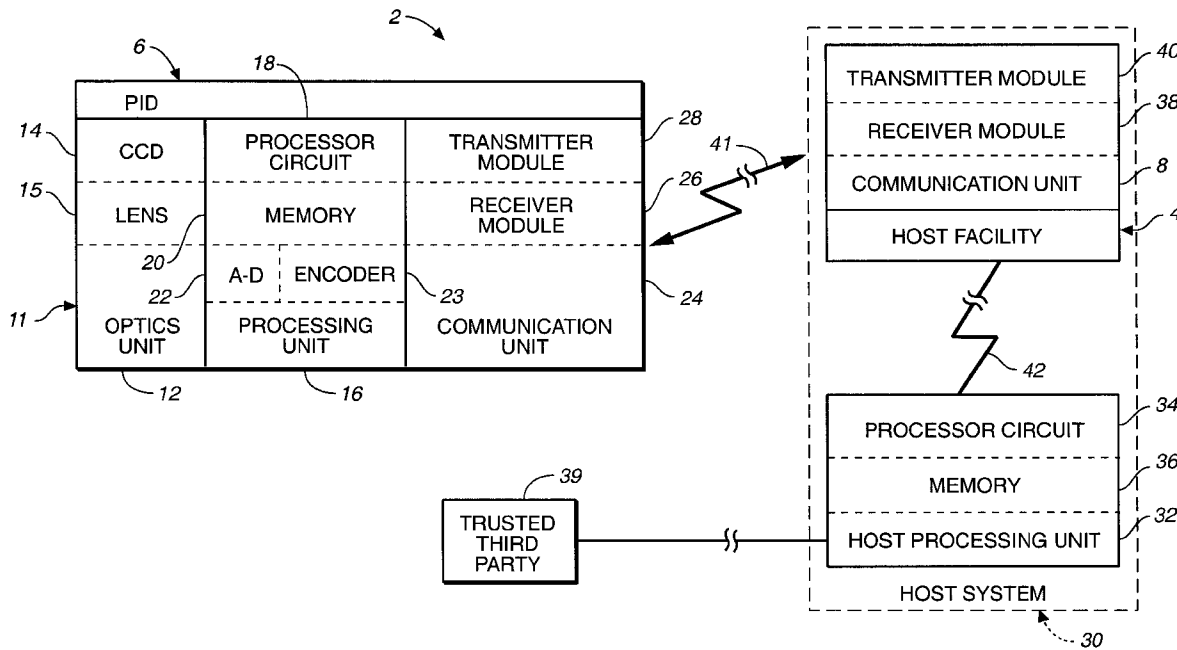 2
6
18
PID
14
CCD
PROCESSOR
CIRCUIT
TRANSMITTER
MODULE
28
15
LENS
MEMORY
RECEIVER
MODULE
26
20
22
A-D
ENCODER
23
24
11
OPTICS
UNIT
PROCESSING
UNIT
COMMUNICATION
UNIT
12
16
41
TRANSMITTER MODULE
40
RECEIVER MODULE
38
COMMUNICATION UNIT
8
HOST FACILITY
4
42
PROCESSOR CIRCUIT
34
MEMORY
36
HOST PROCESSING UNIT
32
HOST SYSTEM
30
39
TRUSTED
THIRD
PARTY